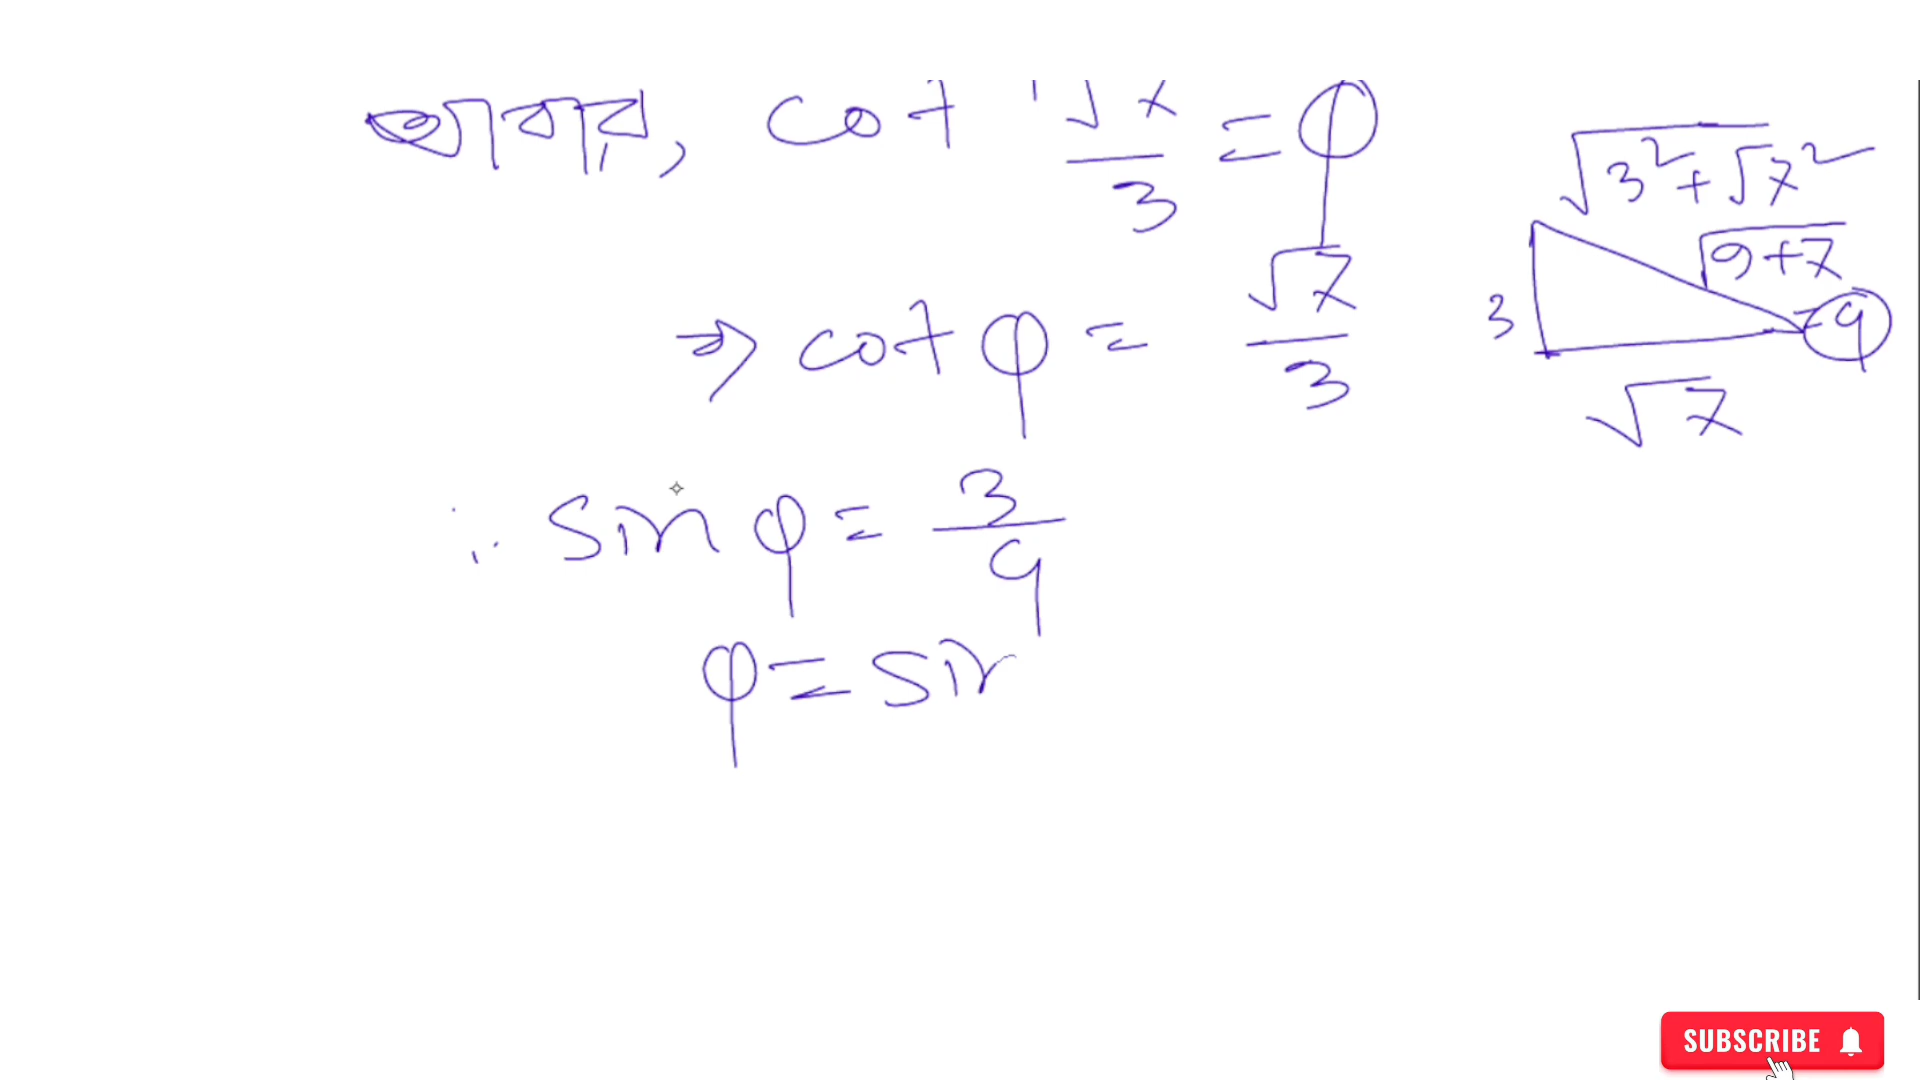 আবার, cot⁻¹ √7/3 = φ
⇒ cot φ = √7/3
∴ sin φ = 3/4
φ = sin
√3²+√7²
√9+7
3
=4
√7
SUBSCRIBE